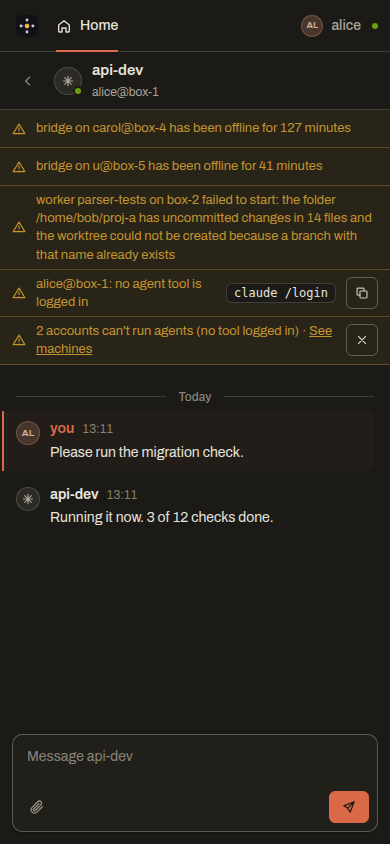 Home
AL alice
api-dev
alice@box-1
bridge on carol@box-4 has been offline for 127 minutes
bridge on u@box-5 has been offline for 41 minutes
worker parser-tests on box-2 failed to start: the folder
/home/bob/proj-a has uncommitted changes in 14 files and
the worktree could not be created because a branch with
that name already exists
alice@box-1: no agent tool is
logged in
claude /login
2 accounts can't run agents (no tool logged in) · See
machines
Today
AL you 13:11
Please run the migration check.
api-dev 13:11
Running it now. 3 of 12 checks done.
Message api-dev